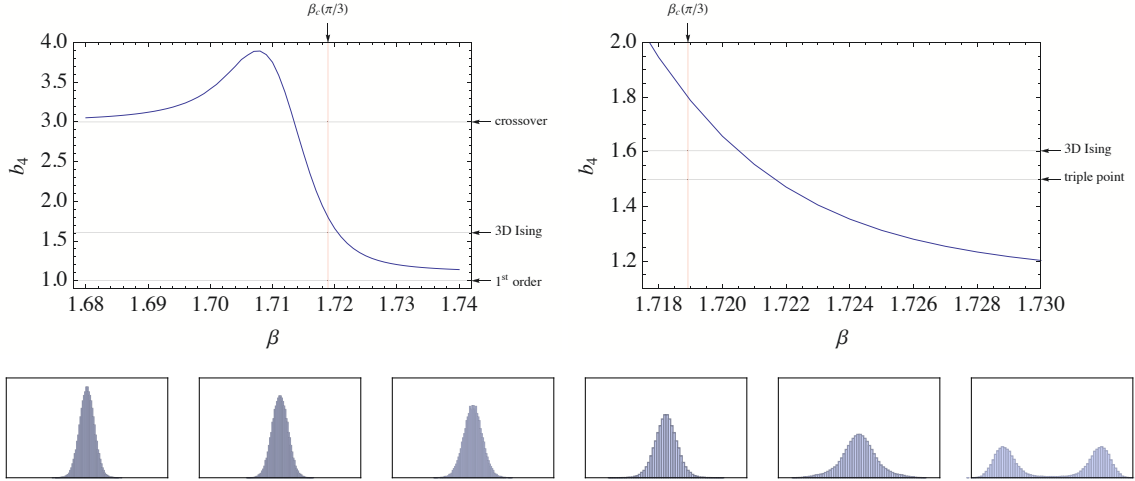 β_c(π/3)
4.0
3.5
3.0
2.5
2.0
1.5
1.0
b_4
crossover
3D Ising
1^st order
1.68 1.69 1.70 1.71 1.72 1.73 1.74
β
β_c(π/3)
2.0
1.8
1.6
1.4
1.2
b_4
3D Ising
triple point
1.718 1.720 1.722 1.724 1.726 1.728 1.730
β